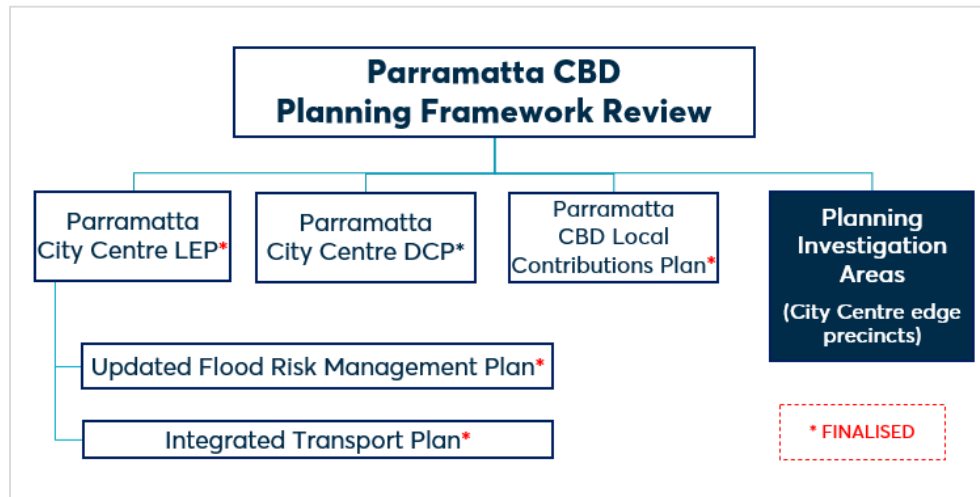 Parramatta CBD
Planning Framework Review
Parramatta
City Centre LEP*
Parramatta
City Centre DCP*
Parramatta
CBD Local
Contributions Plan*
Planning
Investigation
Areas
(City Centre edge
precincts)
Updated Flood Risk Management Plan*
Integrated Transport Plan*
* FINALISED